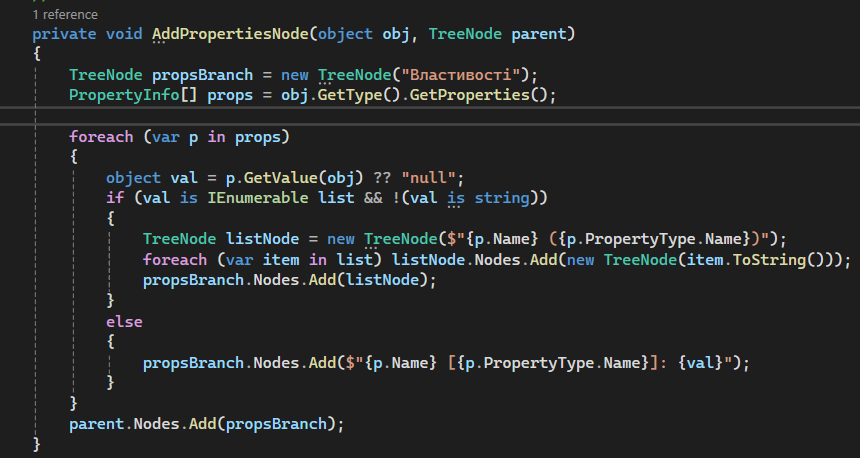 1 reference
private void AddPropertiesNode(object obj, TreeNode parent)
{
TreeNode propsBranch = new TreeNode("Властивості");
PropertyInfo[] props = obj.GetType().GetProperties();
foreach (var p in props)
{
object val = p.GetValue(obj) ?? "null";
if (val is IEnumerable list && !(val is string))
{
TreeNode listNode = new TreeNode($"{p.Name} ({p.PropertyType.Name})");
foreach (var item in list) listNode.Nodes.Add(new TreeNode(item.ToString()));
propsBranch.Nodes.Add(listNode);
}
else
{
propsBranch.Nodes.Add($"{p.Name} [{p.PropertyType.Name}]: {val}");
}
}
parent.Nodes.Add(propsBranch);
}